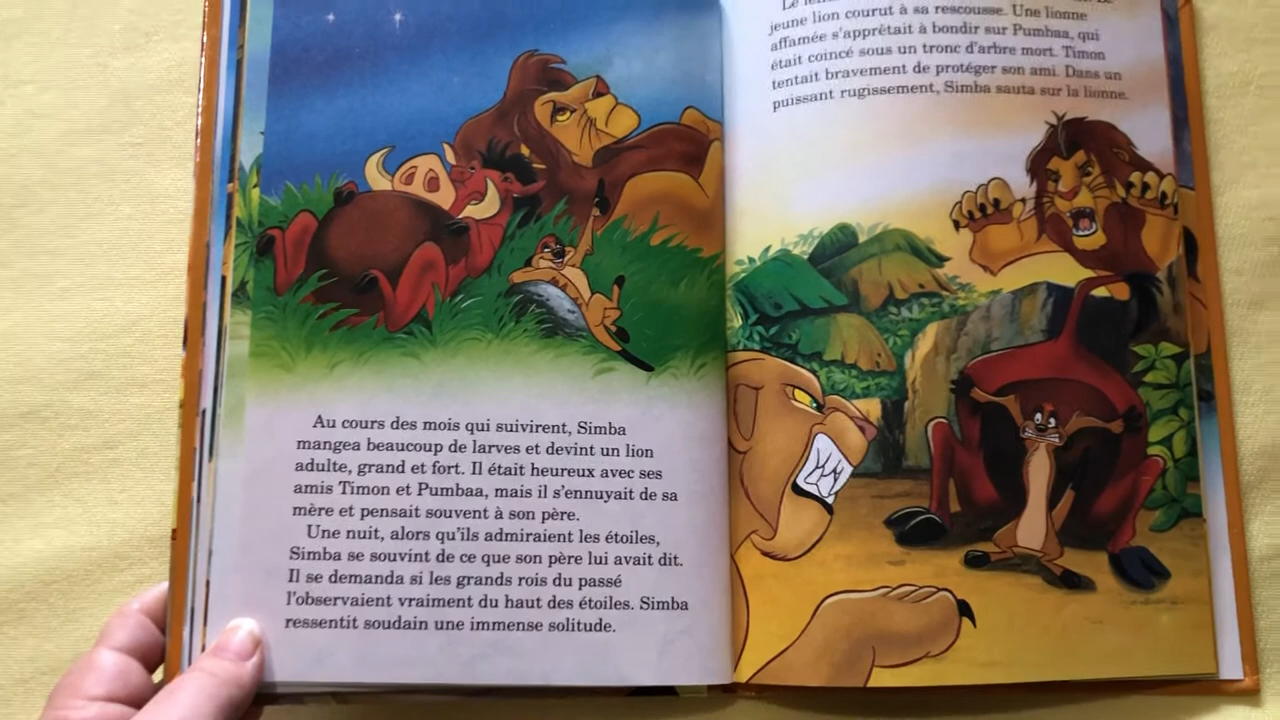 Au cours des mois qui suivirent, Simba
mangea beaucoup de larves et devint un lion
adulte, grand et fort. Il était heureux avec ses
amis Timon et Pumbaa, mais il s'ennuyait de sa
mère et pensait souvent à son père.
Une nuit, alors qu'ils admiraient les étoiles,
Simba se souvint de ce que son père lui avait dit.
Il se demanda si les grands rois du passé
l'observaient vraiment du haut des étoiles. Simba
ressentit soudain une immense solitude.
Le
jeune lion courut à sa rescousse. Une lionne
affamée s'apprêtait à bondir sur Pumbaa, qui
était coincé sous un tronc d'arbre mort. Timon
tentait bravement de protéger son ami. Dans un
puissant rugissement, Simba sauta sur la lionne.